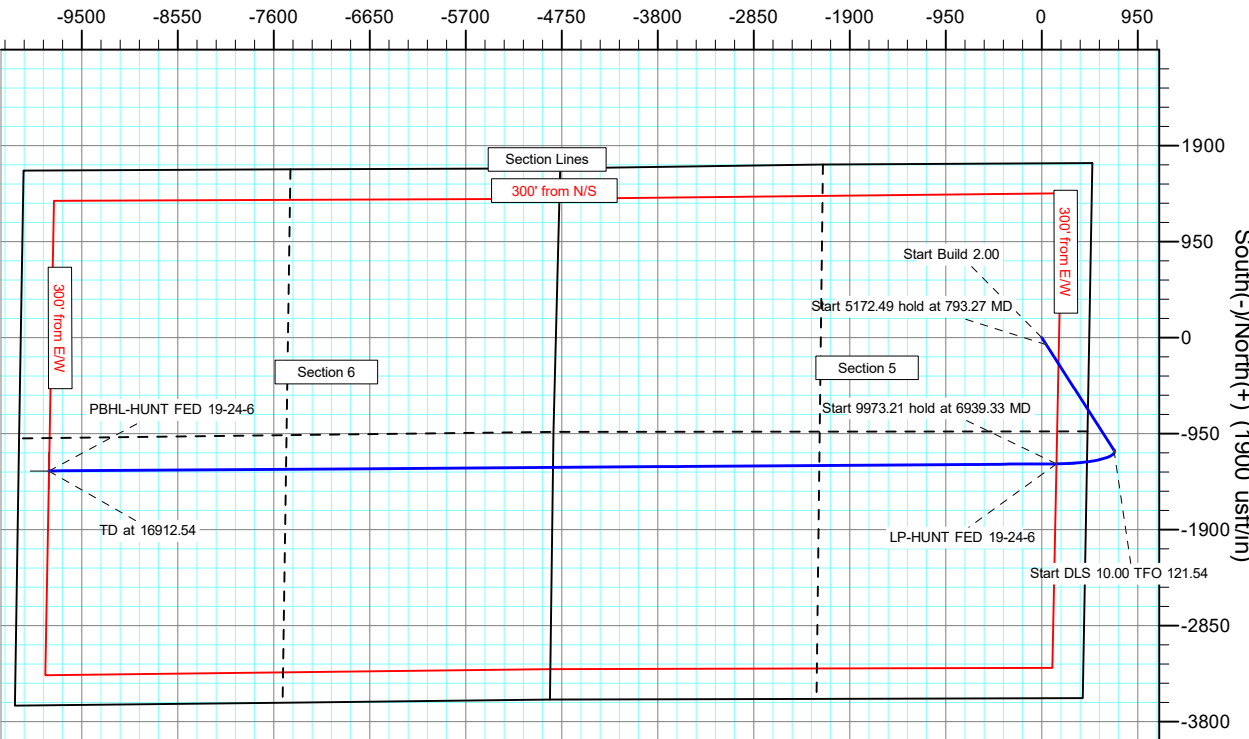 -9500 -8550 -7600 -6650 -5700 -4750 -3800 -2850 -1900 -950 0 950
1900
950
0
-950
-1900
-2850
-3800
South(-)/North(+) (1900 usft/in)
Section Lines
300' from N/S
300' from E/W
300' from E/W
Start Build 2.00
Start 5172.49 hold at 793.27 MD
Section 6
Section 5
PBHL-HUNT FED 19-24-6
Start 9973.21 hold at 6939.33 MD
TD at 16912.54
LP-HUNT FED 19-24-6
Start DLS 10.00 TFO 121.54